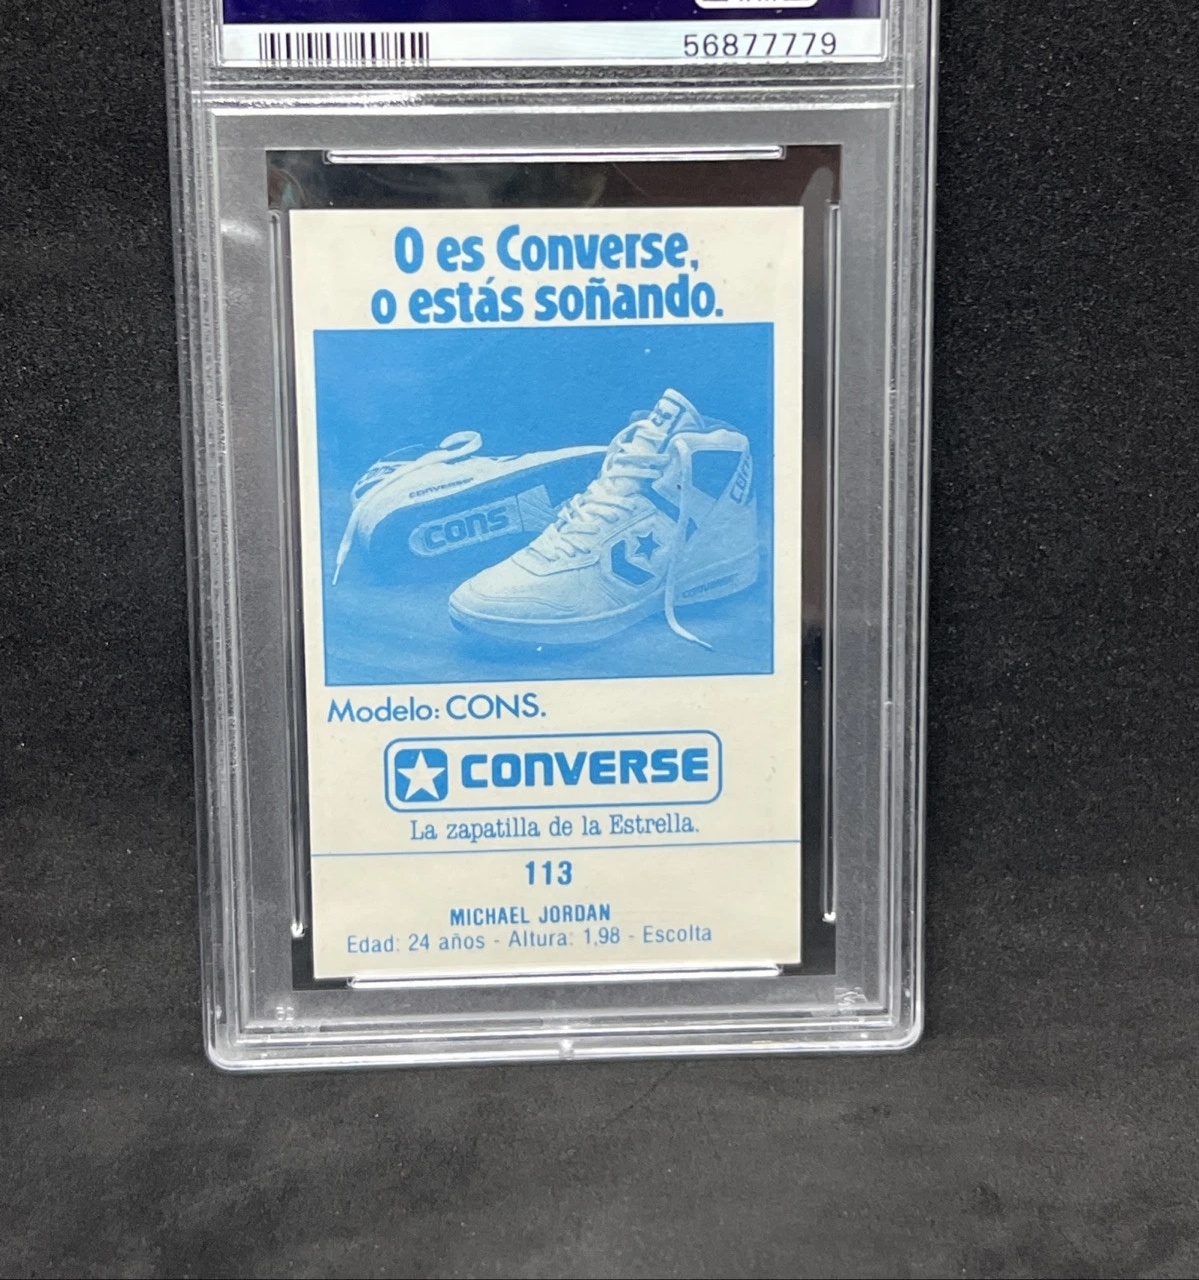 56877779
O es Converse,
o estás soñando.
CONVERSE
cons
Modelo: CONS.
CONVERSE
La zapatilla de la Estrella.
113
MICHAEL JORDAN
Edad: 24 años - Altura: 1,98 - Escolta